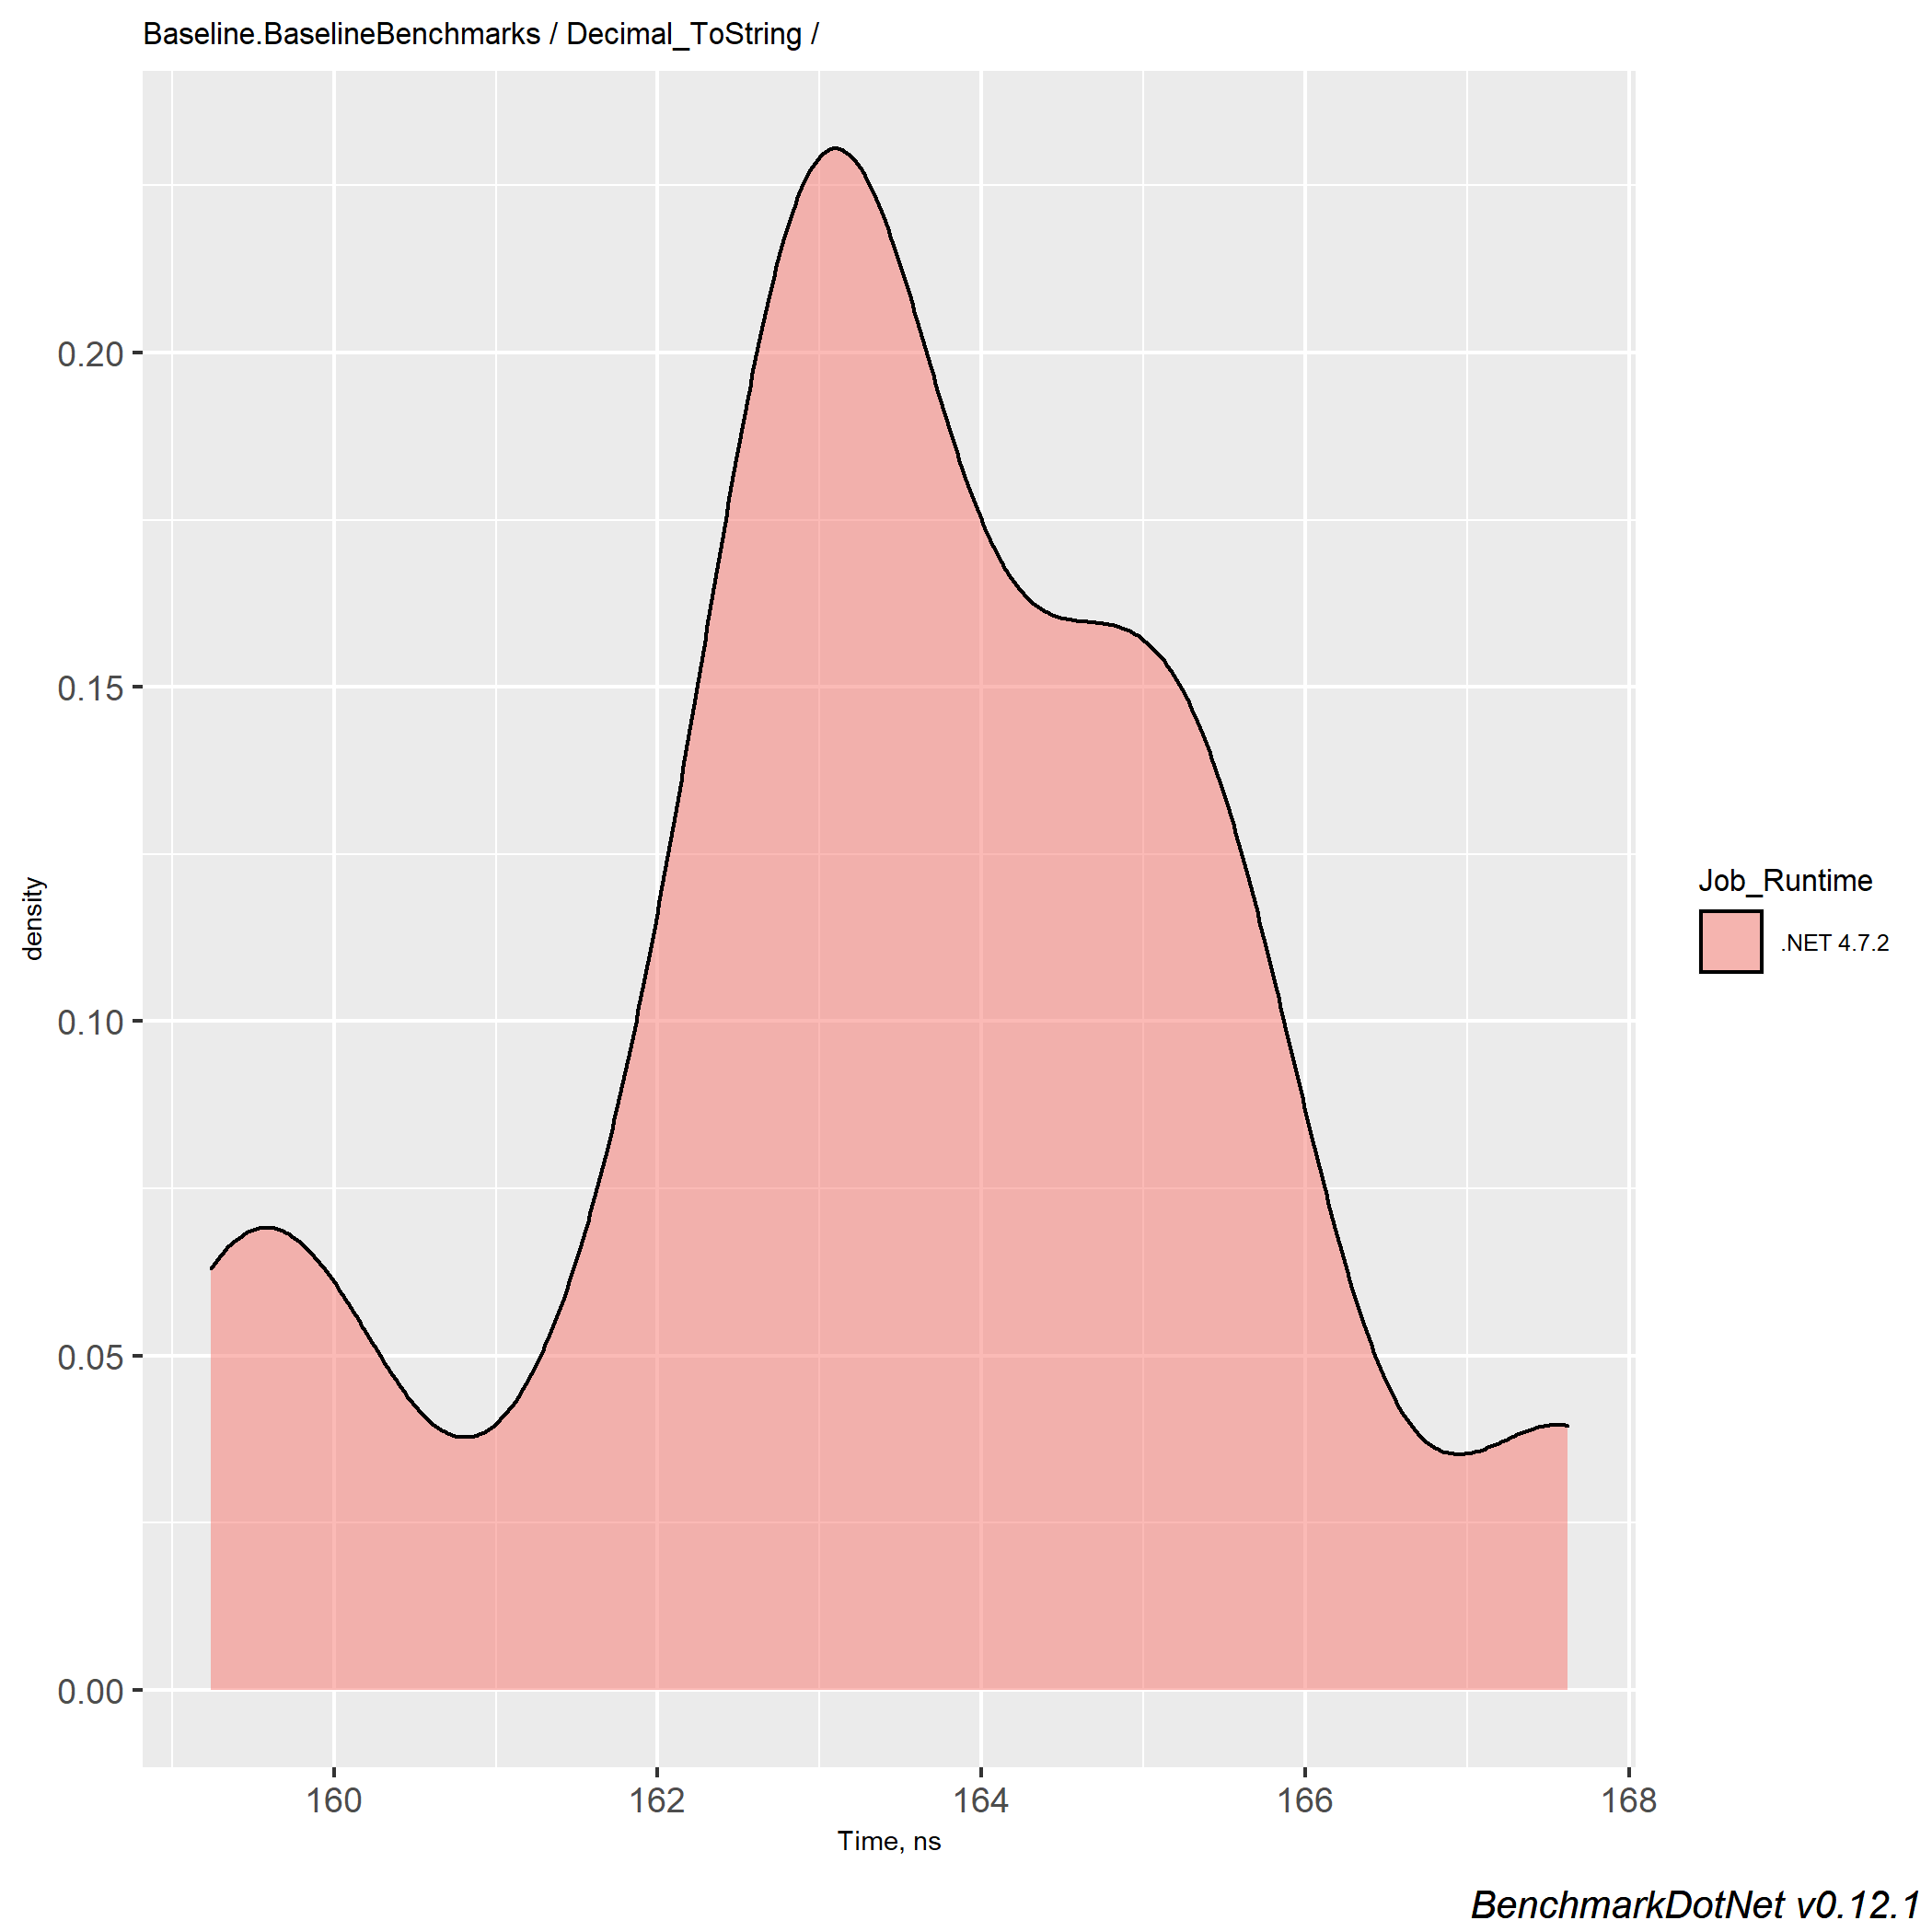 Baseline.BaselineBenchmarks / Decimal_ToString /
0.20
0.15
0.10
0.05
0.00
density
160 162 164 166 168
Time, ns
Job_Runtime
.NET 4.7.2
BenchmarkDotNet v0.12.1